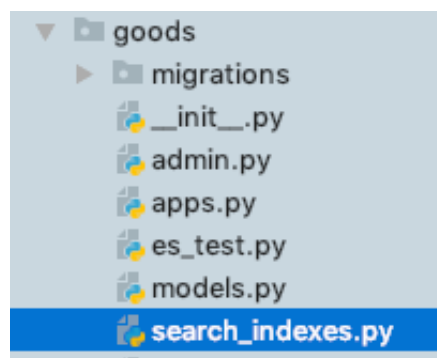 goods
migrations
__init__.py
admin.py
apps.py
es_test.py
models.py
search_indexes.py